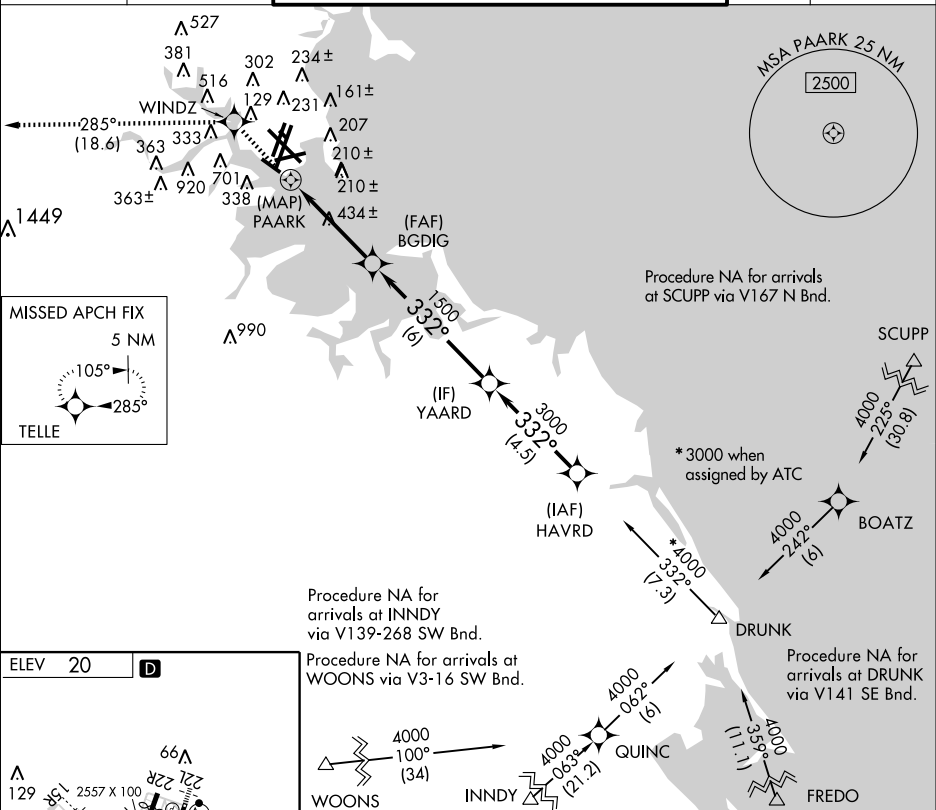 527
381
302
234±
516
WINDZ
129
231
161±
285°
(18.6)
333
207
363
210±
920
701
210±
363±
338
(MAP)
PAARK
434±
1449
(FAF)
BGDIG
MSA PAARK 25 NM
2500
Procedure NA for arrivals
at SCUPP via V167 N Bnd.
MISSED APCH FIX
5 NM
105°
285°
TELLE
990
1500
332°
(6)
(IF)
YAARD
3000
332°
(4.5)
(IAF)
HAVRD
SCUPP
4000
225°
(30.8)
*3000 when
assigned by ATC
BOATZ
4000
242°
(6)
*4000
332°
(7.3)
DRUNK
Procedure NA for
arrivals at INNDY
via V139-268 SW Bnd.
Procedure NA for arrivals at
WOONS via V3-16 SW Bnd.
Procedure NA for
arrivals at DRUNK
via V141 SE Bnd.
4000
062°
(6)
QUINC
4000
100°
(34)
WOONS
4000
063°
(21.2)
INNDY
4000
359°
(11.1)
FREDO
ELEV 20
D
66
129
15R
2557 X 100
22R
22L